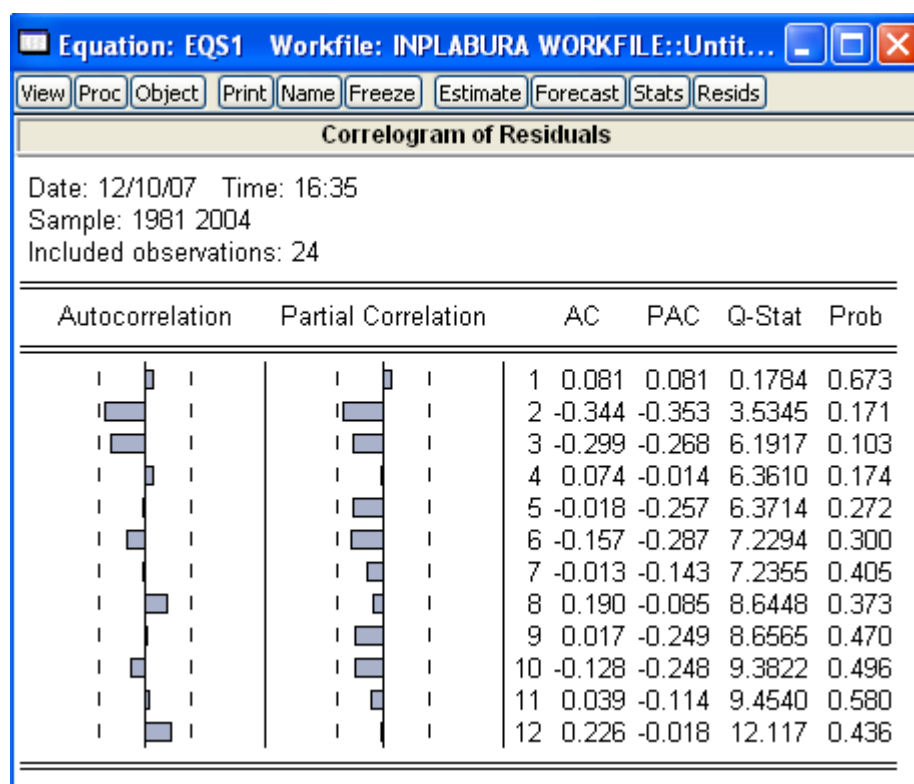 Equation: EQS1 Workfile: INPLABURA WORKFILE::Untit...
View Proc Object Print Name Freeze Estimate Forecast Stats Resids
Correlogram of Residuals
Date: 12/10/07 Time: 16:35
Sample: 1981 2004
Included observations: 24
Autocorrelation Partial Correlation AC PAC Q-Stat Prob
1 0.081 0.081 0.1784 0.673
2 -0.344 -0.353 3.5345 0.171
3 -0.299 -0.268 6.1917 0.103
4 0.074 -0.014 6.3610 0.174
5 -0.018 -0.257 6.3714 0.272
6 -0.157 -0.287 7.2294 0.300
7 -0.013 -0.143 7.2355 0.405
8 0.190 -0.085 8.6448 0.373
9 0.017 -0.249 8.6565 0.470
10 -0.128 -0.248 9.3822 0.496
11 0.039 -0.114 9.4540 0.580
12 0.226 -0.018 12.117 0.436